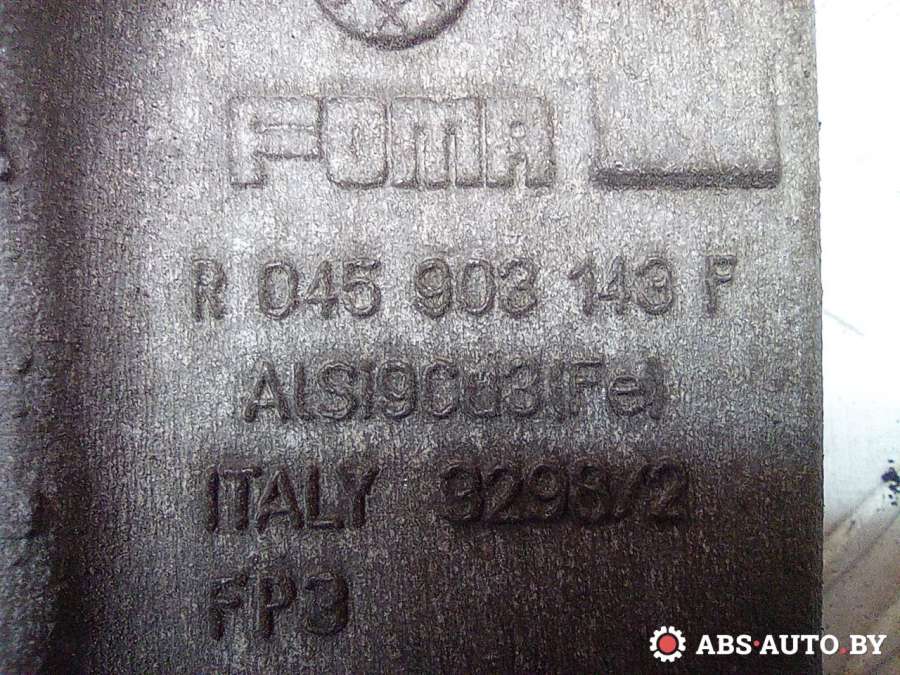 FOMA
R 045 903 143 F
AlSi9Cu3(Fe)
ITALY 3298/2
FP3
ABS-AUTO.BY